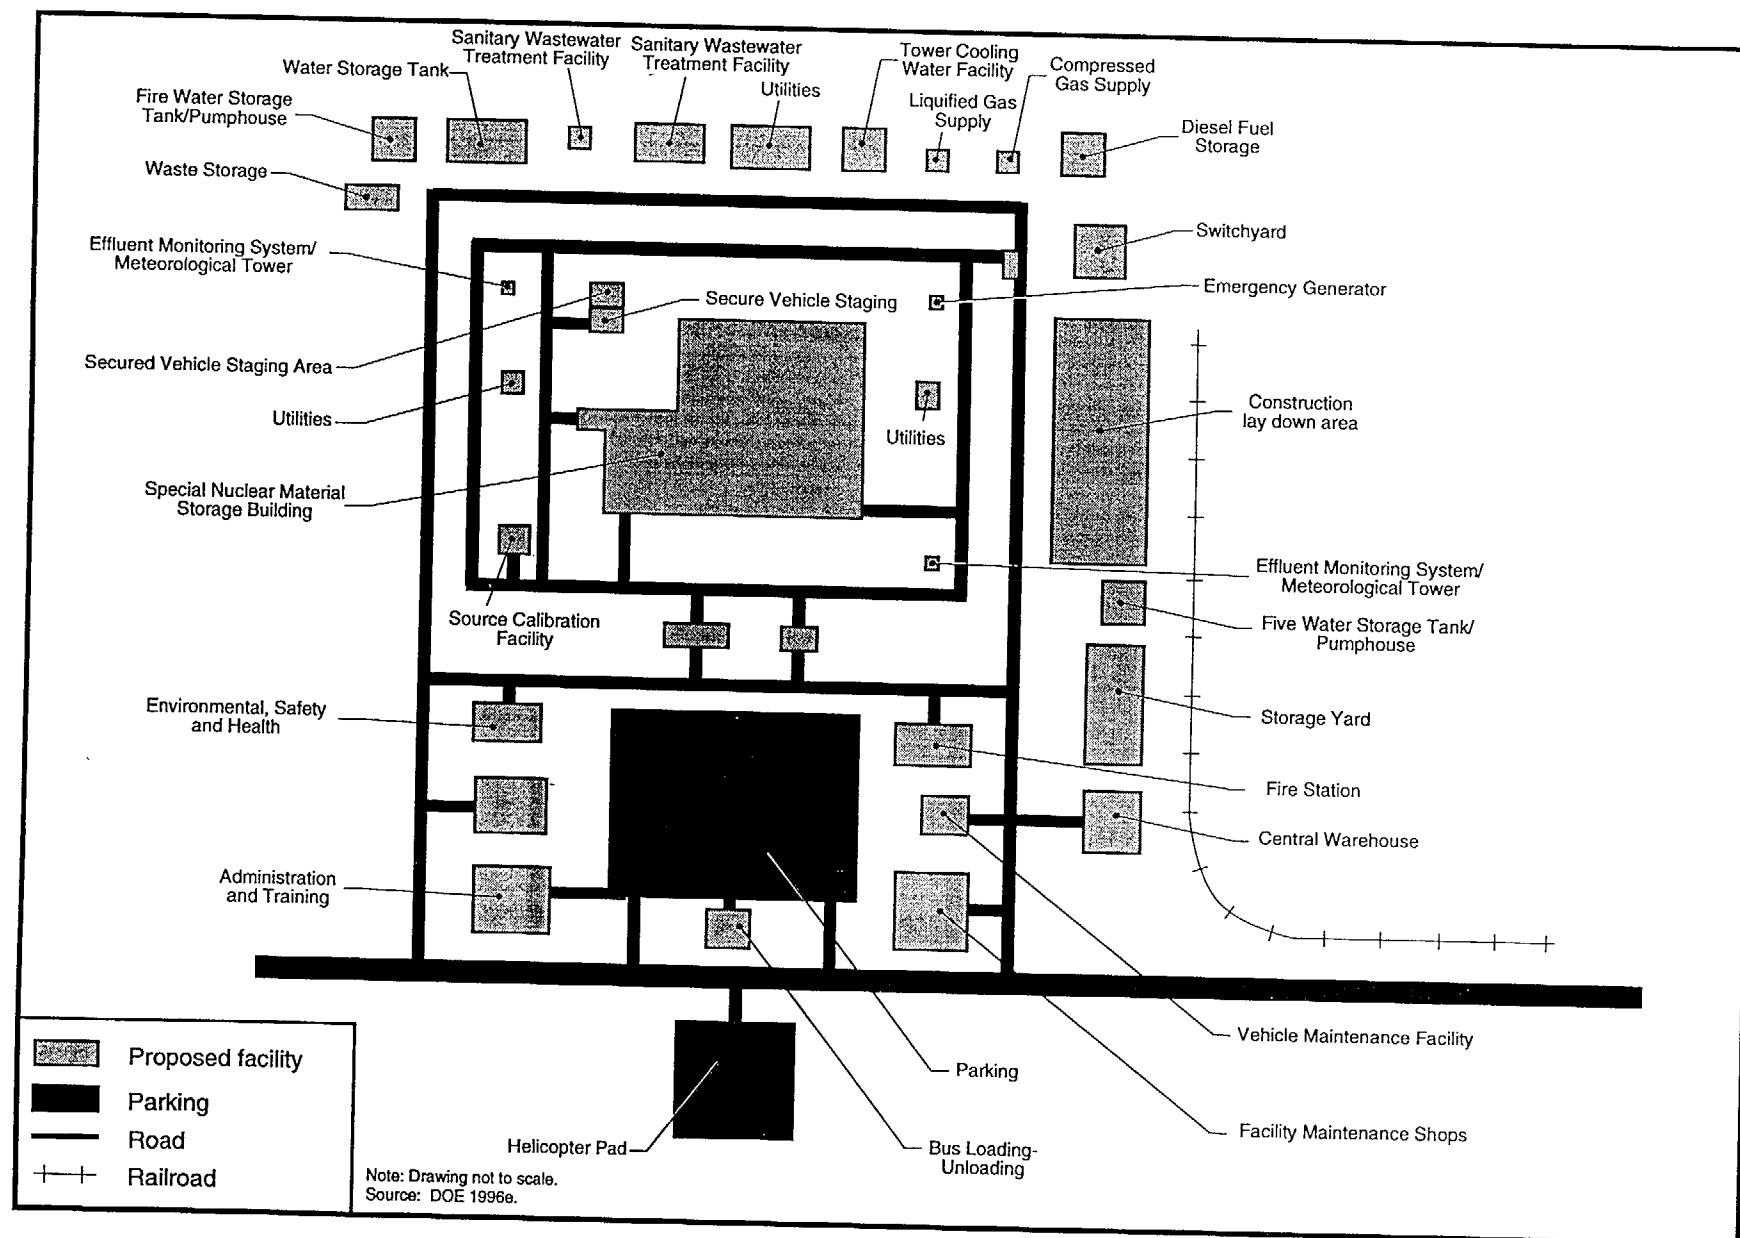 Sanitary Wastewater
Treatment Facility
Sanitary Wastewater
Treatment Facility
Tower Cooling
Water Facility
Compressed
Gas Supply
Water Storage Tank
Utilities
Fire Water Storage
Tank/Pumphouse
Liquified Gas
Supply
Diesel Fuel
Storage
Waste Storage
Effluent Monitoring System/
Meteorological Tower
Switchyard
Secure Vehicle Staging
Emergency Generator
Secured Vehicle Staging Area
Utilities
Utilities
Construction
lay down area
Special Nuclear Material
Storage Building
Effluent Monitoring System/
Meteorological Tower
Source Calibration
Facility
Five Water Storage Tank/
Pumphouse
Environmental, Safety
and Health
Storage Yard
Fire Station
Central Warehouse
Administration
and Training
Vehicle Maintenance Facility
Parking
Facility Maintenance Shops
Helicopter Pad
Bus Loading-
Unloading
Proposed facility
Parking
Road
Railroad
Note: Drawing not to scale.
Source: DOE 1996e.